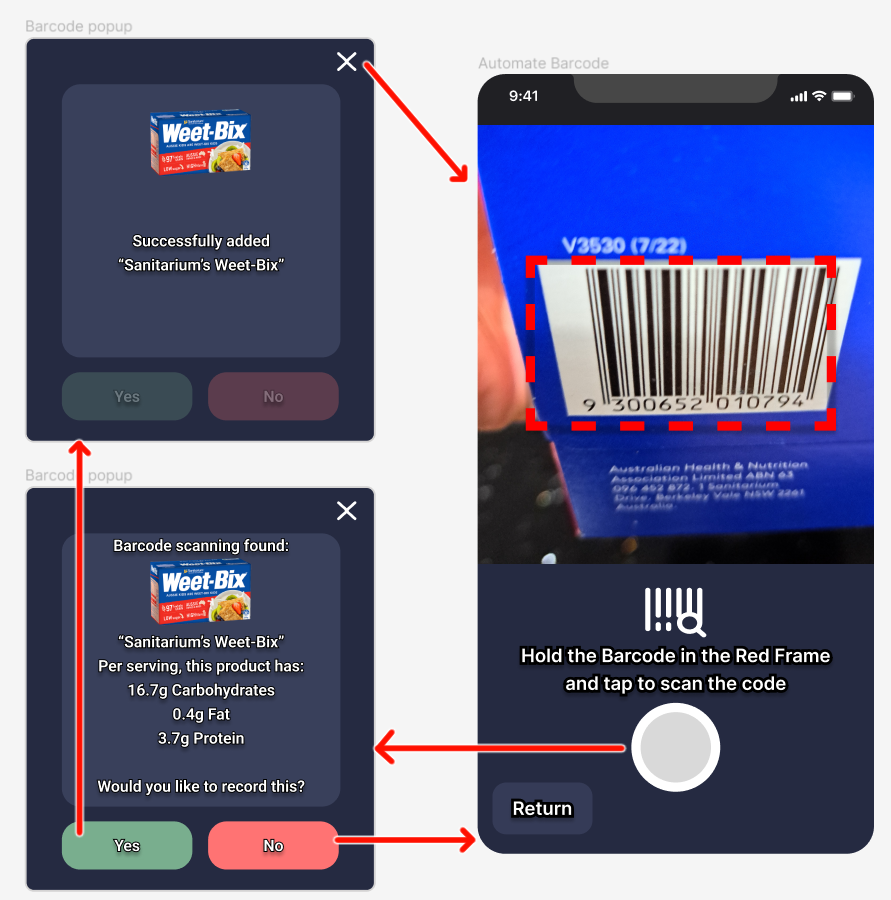 Barcode popup
Weet-Bix
Successfully added
“Sanitarium’s Weet-Bix”
Yes
No
Barcode popup
Barcode scanning found:
Weet-Bix
“Sanitarium’s Weet-Bix”
Per serving, this product has:
16.7g Carbohydrates
0.4g Fat
3.7g Protein
Would you like to record this?
Yes
No
Automate Barcode
9:41
V3530 (7/22)
9 300652 010794
Australian Health & Nutrition
Association Limited ABN 63
096 452 872. 1 Sanitarium
Drive, Berkeley Vale NSW 2261
Australia.
Hold the Barcode in the Red Frame
and tap to scan the code
Return